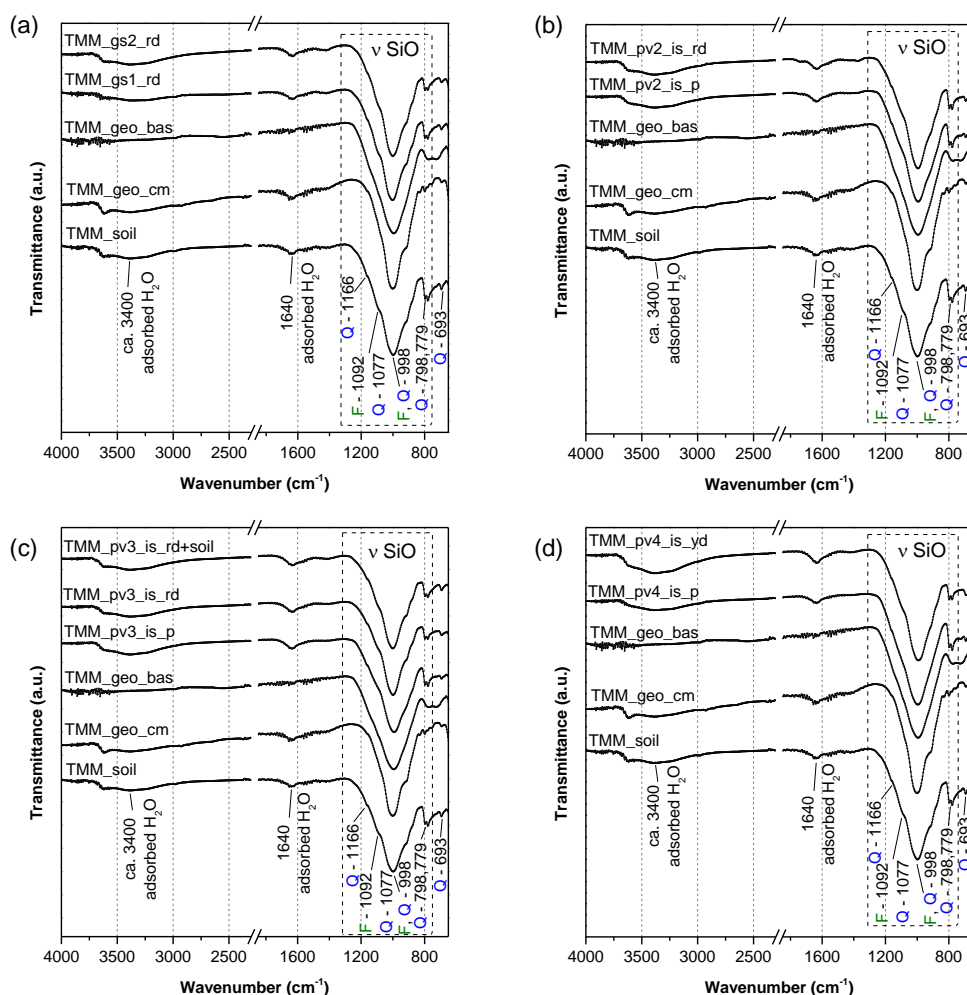 (a)
TMM_gs2_rd
TMM_gs1_rd
TMM_geo_bas
TMM_geo_cm
TMM_soil
ν SiO
ca. 3400
adsorbed H₂O
1640
adsorbed H₂O
Q - 1166
F - 1092
Q - 1077
F, Q - 998
Q - 798,779
Q - 693
Transmittance (a.u.)
4000 3500 3000 2500 1600 1200 800
Wavenumber (cm⁻¹)
(b)
TMM_pv2_is_rd
TMM_pv2_is_p
TMM_geo_bas
TMM_geo_cm
TMM_soil
ν SiO
ca. 3400
adsorbed H₂O
1640
adsorbed H₂O
Q - 1166
F - 1092
Q - 1077
F, Q - 998
Q - 798,779
Q - 693
Transmittance (a.u.)
4000 3500 3000 2500 1600 1200 800
Wavenumber (cm⁻¹)
(c)
TMM_pv3_is_rd+soil
TMM_pv3_is_rd
TMM_pv3_is_p
TMM_geo_bas
TMM_geo_cm
TMM_soil
ν SiO
ca. 3400
adsorbed H₂O
1640
adsorbed H₂O
Q - 1166
F - 1092
Q - 1077
F, Q - 998
Q - 798,779
Q - 693
Transmittance (a.u.)
4000 3500 3000 2500 1600 1200 800
Wavenumber (cm⁻¹)
(d)
TMM_pv4_is_yd
TMM_pv4_is_p
TMM_geo_bas
TMM_geo_cm
TMM_soil
ν SiO
ca. 3400
adsorbed H₂O
1640
adsorbed H₂O
Q - 1166
F - 1092
Q - 1077
F, Q - 998
Q - 798,779
Q - 693
Transmittance (a.u.)
4000 3500 3000 2500 1600 1200 800
Wavenumber (cm⁻¹)